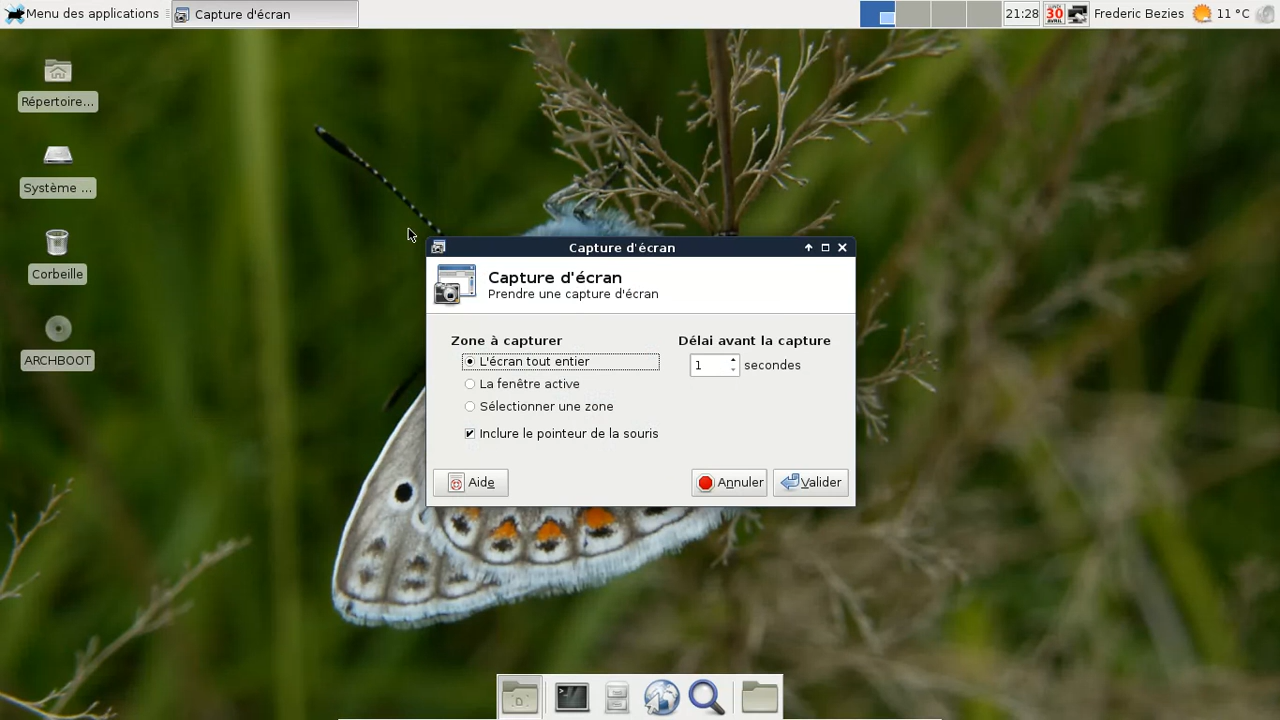 Menu des applications
Capture d'écran
21:28
LUNDI
30
AVRIL
Frederic Bezies
11 °C
Répertoire...
Système ...
Corbeille
ARCHBOOT
Capture d'écran
Capture d'écran
Prendre une capture d'écran
Zone à capturer
Délai avant la capture
L'écran tout entier
1 secondes
La fenêtre active
Sélectionner une zone
Inclure le pointeur de la souris
Aide
Annuler
Valider